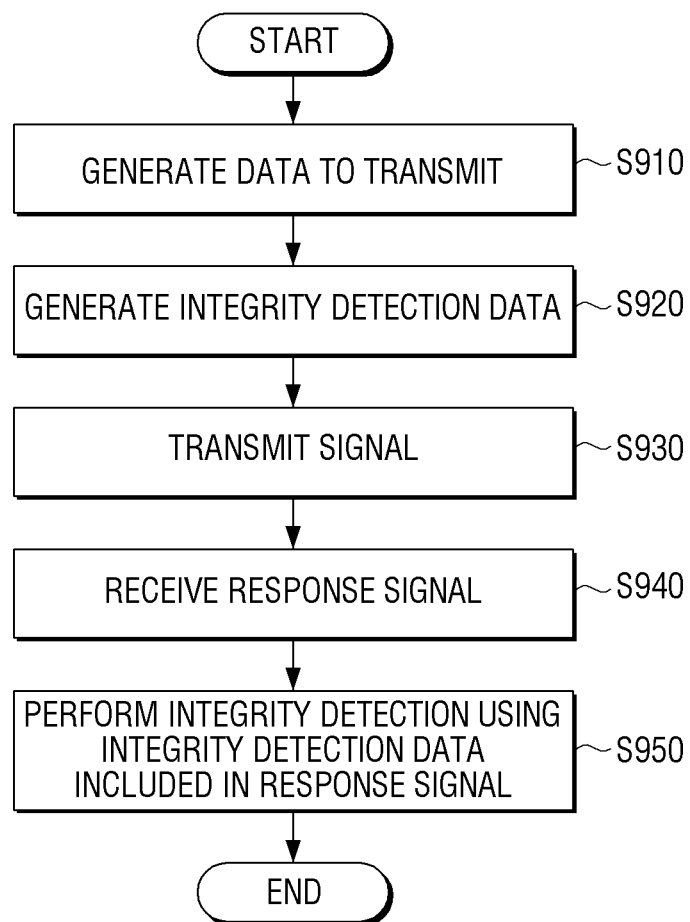 START
GENERATE DATA TO TRANSMIT
S910
GENERATE INTEGRITY DETECTION DATA
S920
TRANSMIT SIGNAL
S930
RECEIVE RESPONSE SIGNAL
S940
PERFORM INTEGRITY DETECTION USING
INTEGRITY DETECTION DATA
INCLUDED IN RESPONSE SIGNAL
S950
END